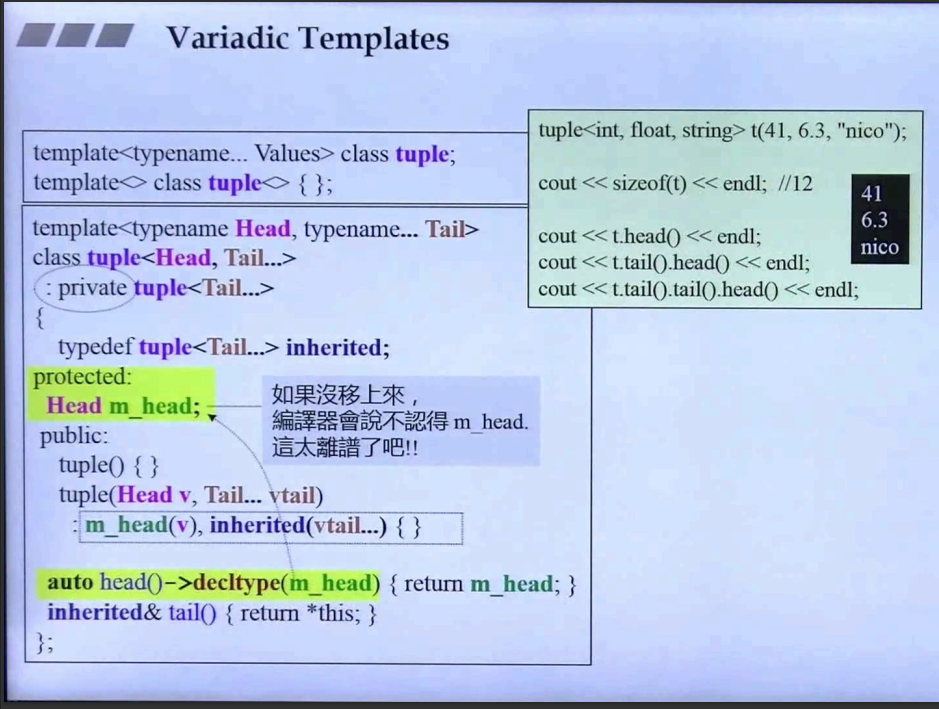 Variadic Templates
template<typename... Values> class tuple;
template<> class tuple<> { };
template<typename Head, typename... Tail>
class tuple<Head, Tail...>
: private tuple<Tail...>
{
typedef tuple<Tail...> inherited;
protected:
Head m_head;
public:
tuple() { }
tuple(Head v, Tail... vtail)
: m_head(v), inherited(vtail...) { }
auto head()->decltype(m_head) { return m_head; }
inherited& tail() { return *this; }
};
如果沒移上來，
編譯器會說不認得 m_head.
這太離譜了吧!!
tuple<int, float, string> t(41, 6.3, "nico");
cout << sizeof(t) << endl; //12
cout << t.head() << endl;
cout << t.tail().head() << endl;
cout << t.tail().tail().head() << endl;
41
6.3
nico